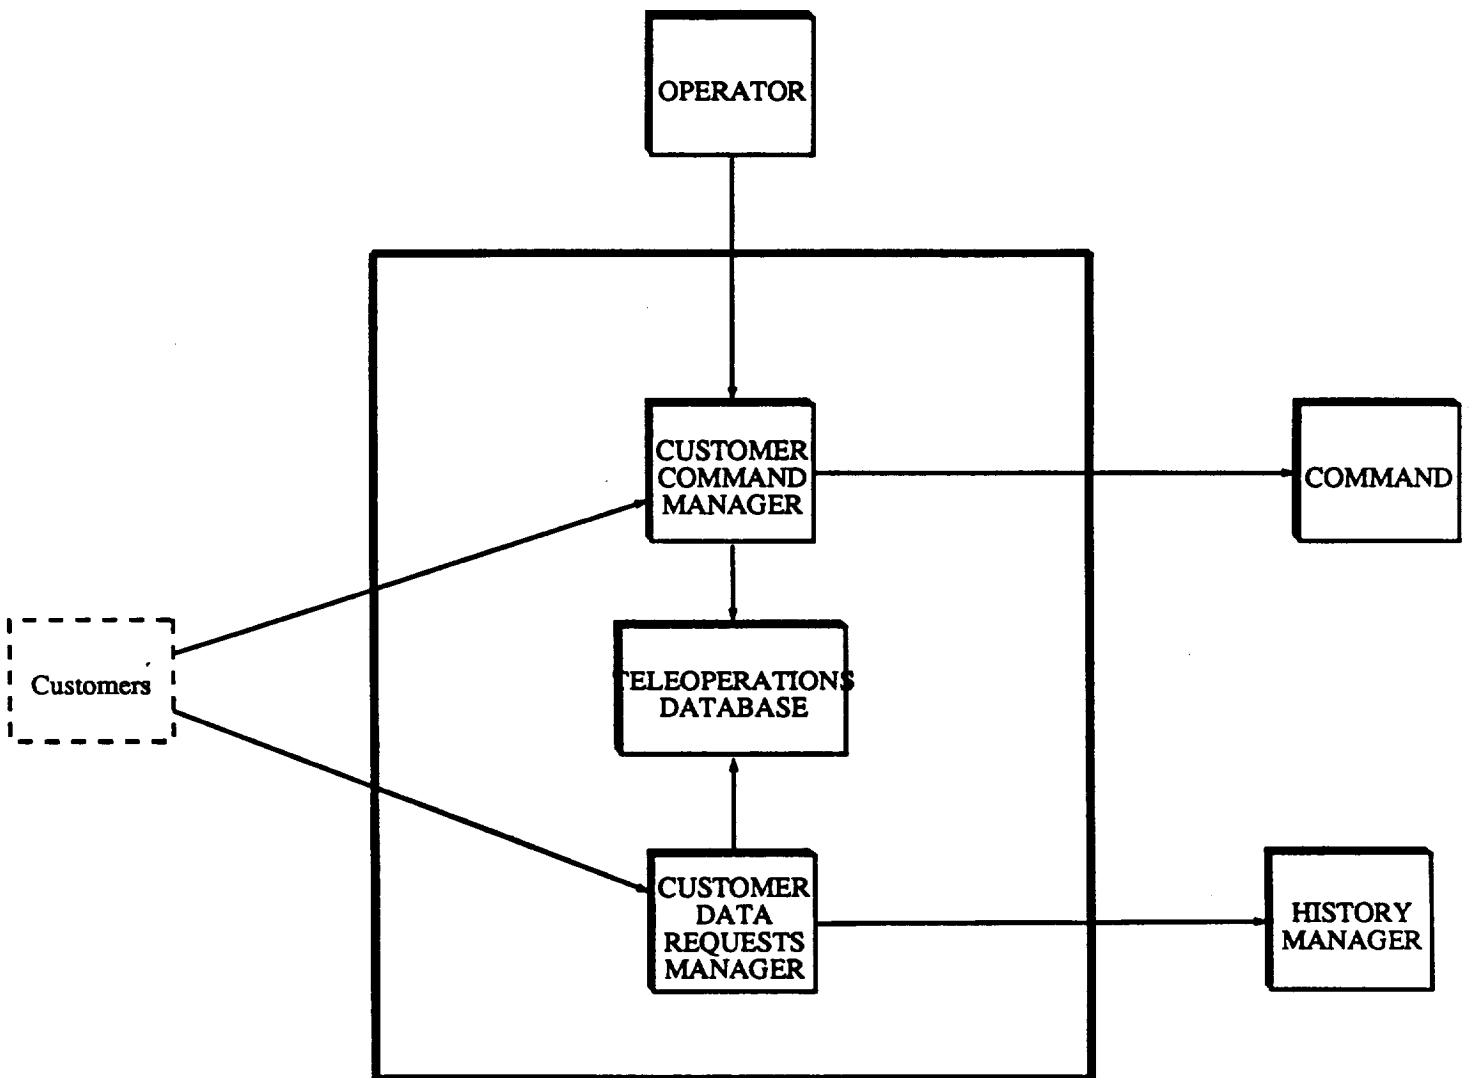 OPERATOR
CUSTOMER
COMMAND
MANAGER
COMMAND
Customers
TELEOPERATIONS
DATABASE
CUSTOMER
DATA
REQUESTS
MANAGER
HISTORY
MANAGER